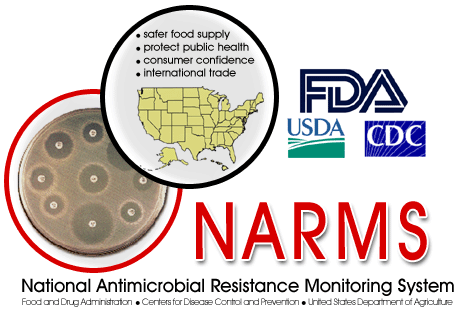 • safer food supply
• protect public health
• consumer confidence
• international trade
FDA
USDA
CDC
NARMS
National Antimicrobial Resistance Monitoring System
Food and Drug Administration • Centers for Disease Control and Prevention • United States Department of Agriculture